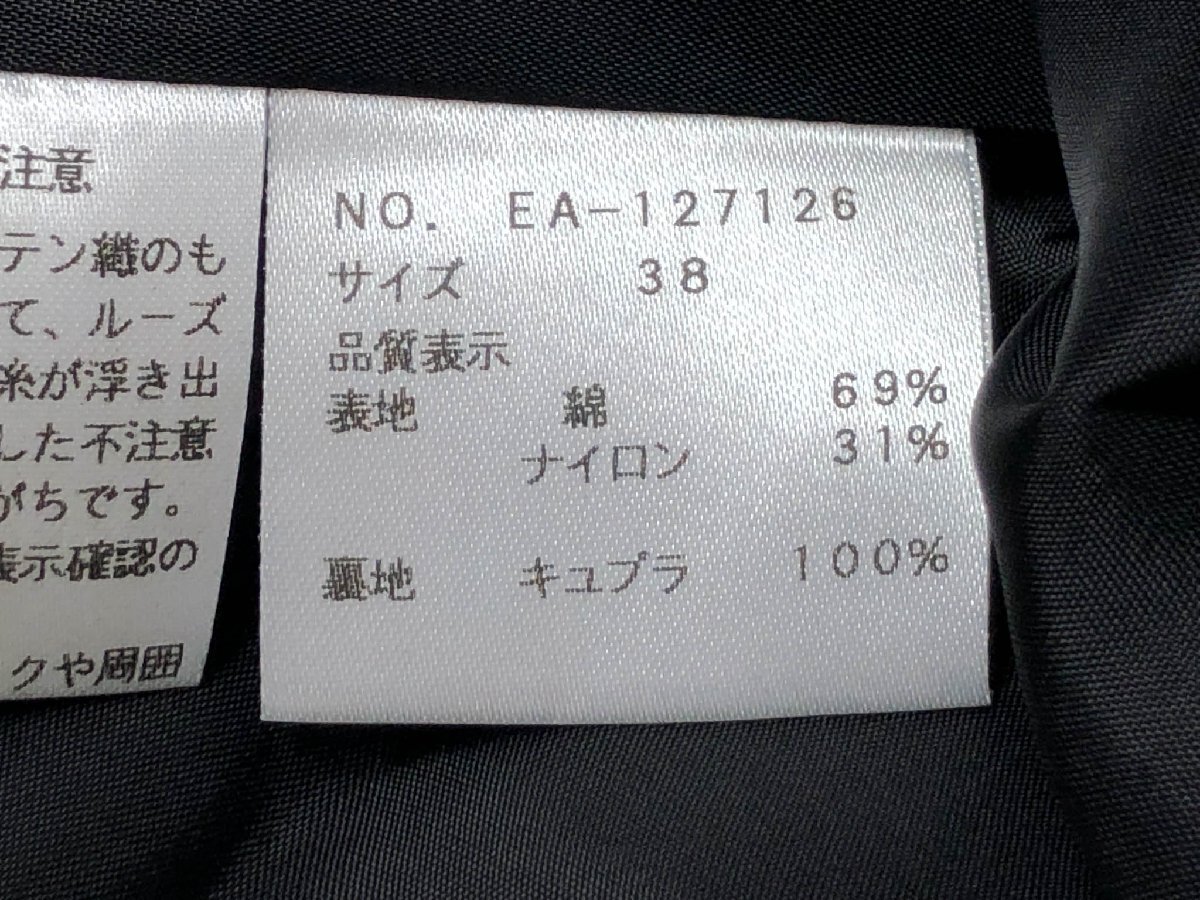 注意
テン織のも
て、ルーズ
糸が浮き出
した不注意
がちです。
表示確認の
クや周囲
NO. EA-127126
サイズ 38
品質表示
表地 綿 69%
ナイロン 31%
裏地 キュプラ 100%